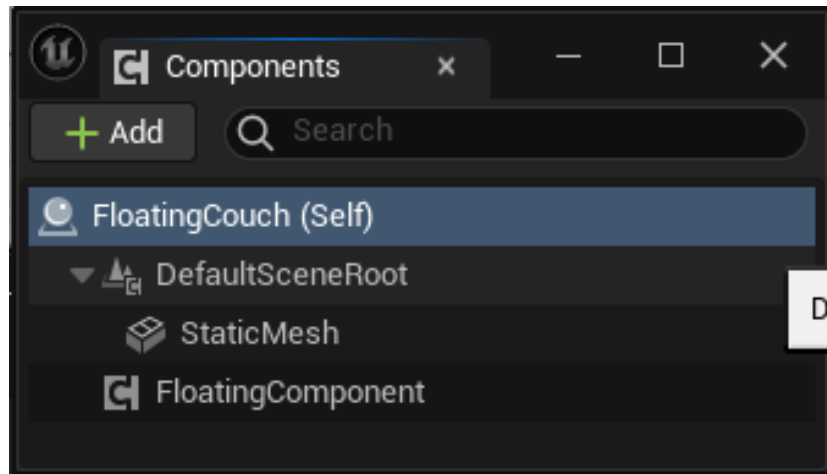 Components
Add
Search
FloatingCouch (Self)
DefaultSceneRoot
StaticMesh
FloatingComponent
D